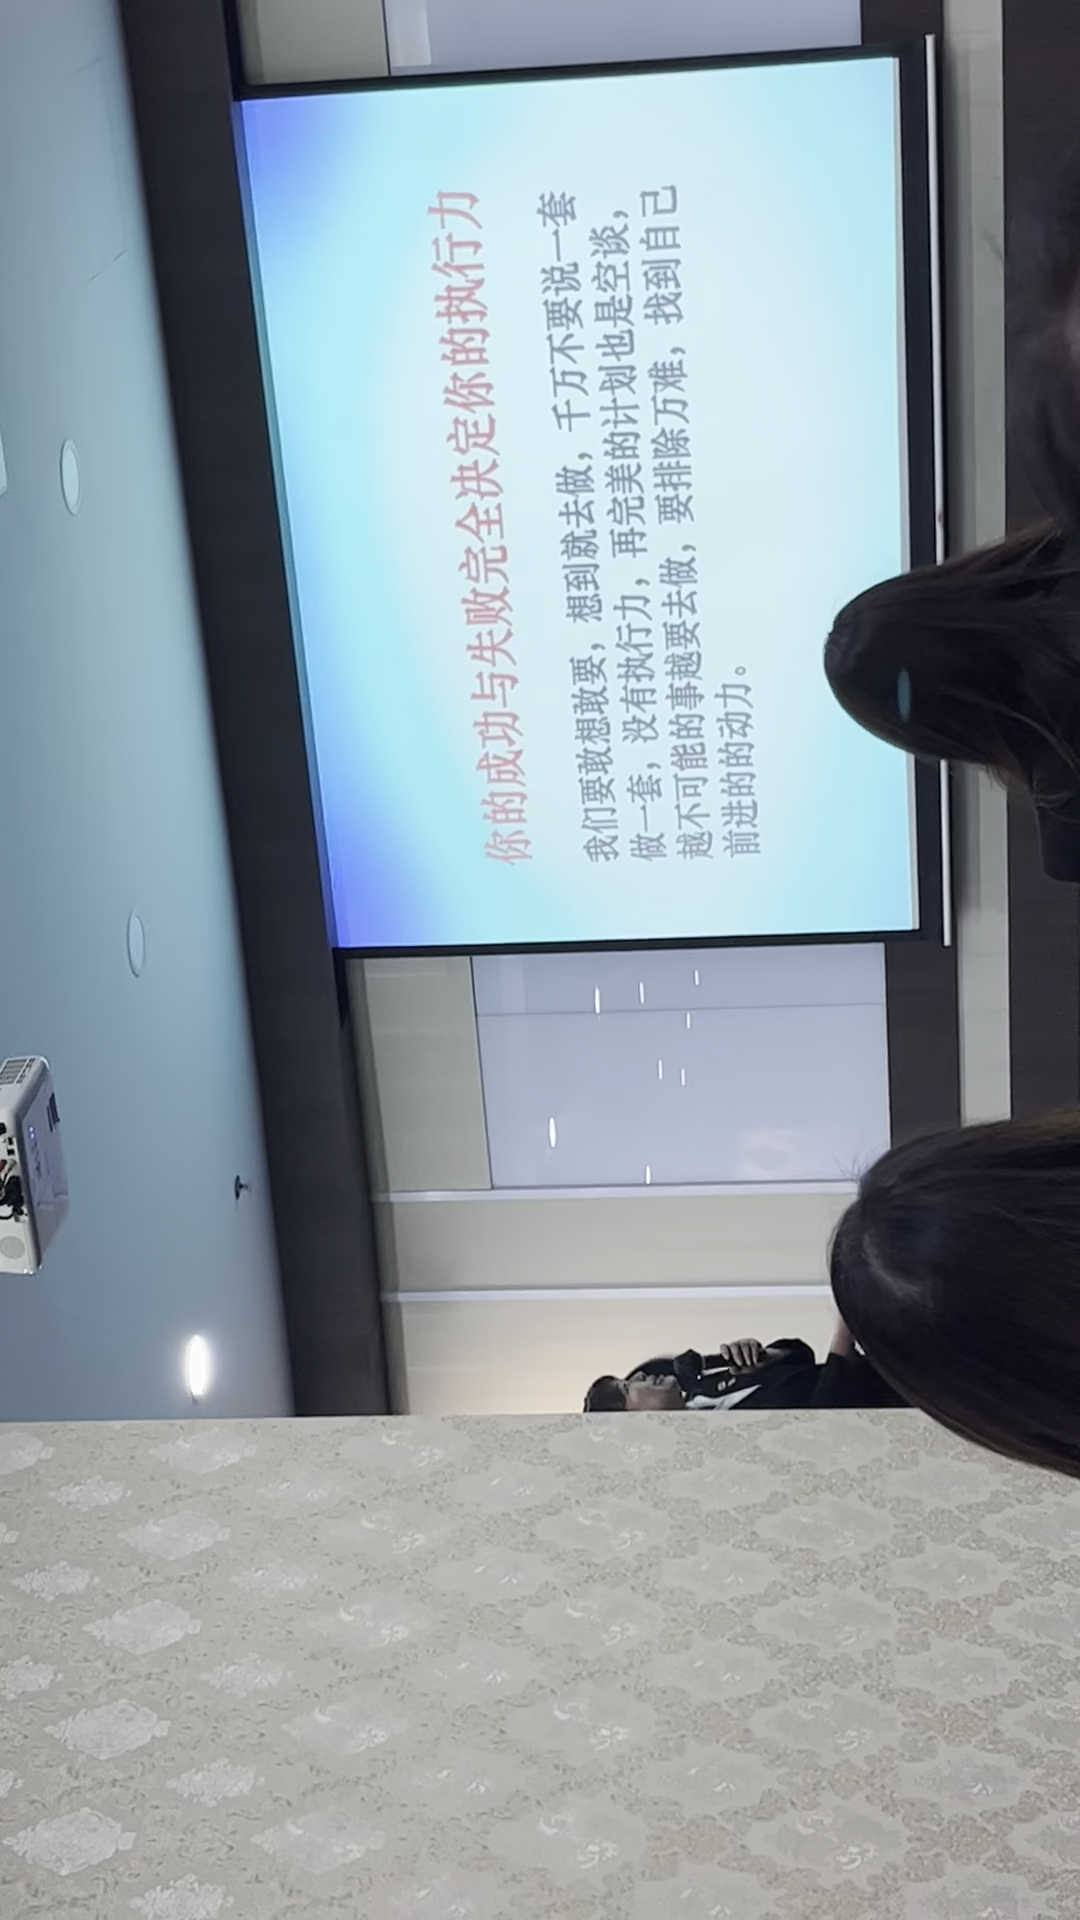 你的成功与失败完全决定你的执行力
我们要敢想敢要，想到就去做，千万不要说一套
做一套，没有执行力，再完美的计划也是空谈，
越不可能的事越要去做，要排除万难，找到自己
前进的的动力。